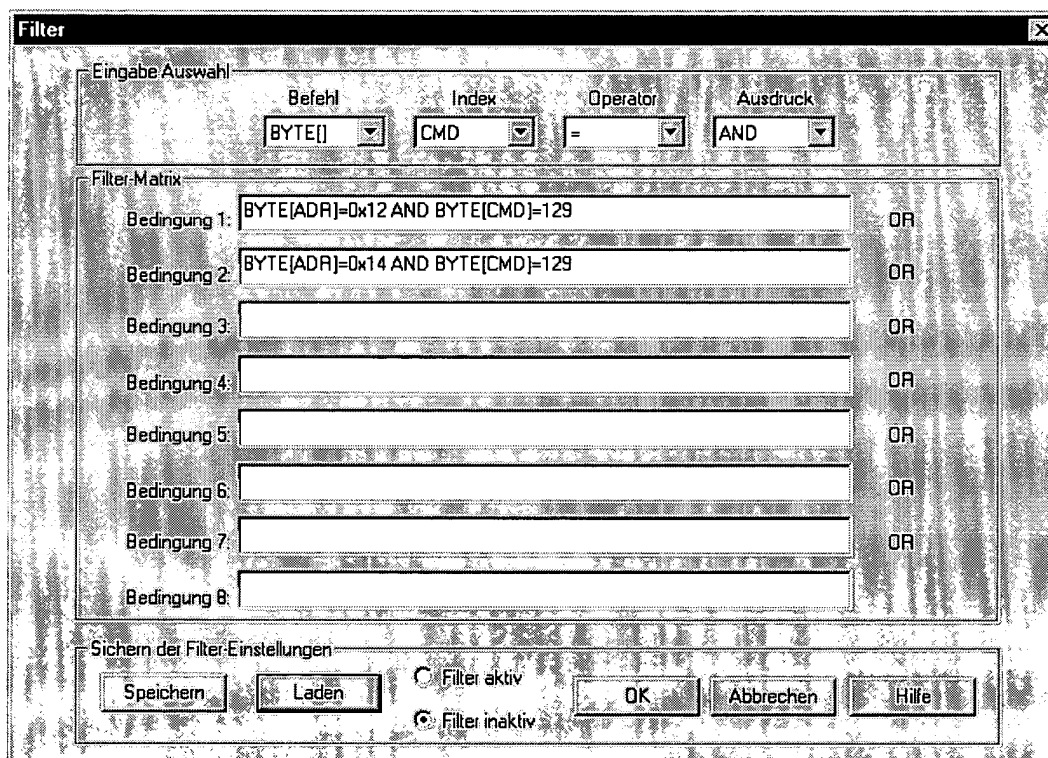 Filter
Eingabe Auswahl
Befehl Index Operator Ausdruck
BYTE[] CMD = AND
Filter-Matrix
Bedingung 1: BYTE[ADR]=0x12 AND BYTE[CMD]=129 OR
Bedingung 2: BYTE[ADR]=0x14 AND BYTE[CMD]=129 OR
Bedingung 3: OR
Bedingung 4: OR
Bedingung 5: OR
Bedingung 6: OR
Bedingung 7: OR
Bedingung 8:
Sichern der Filter-Einstellungen
Speichern Laden Filter aktiv OK Abbrechen Hilfe
Filter inaktiv